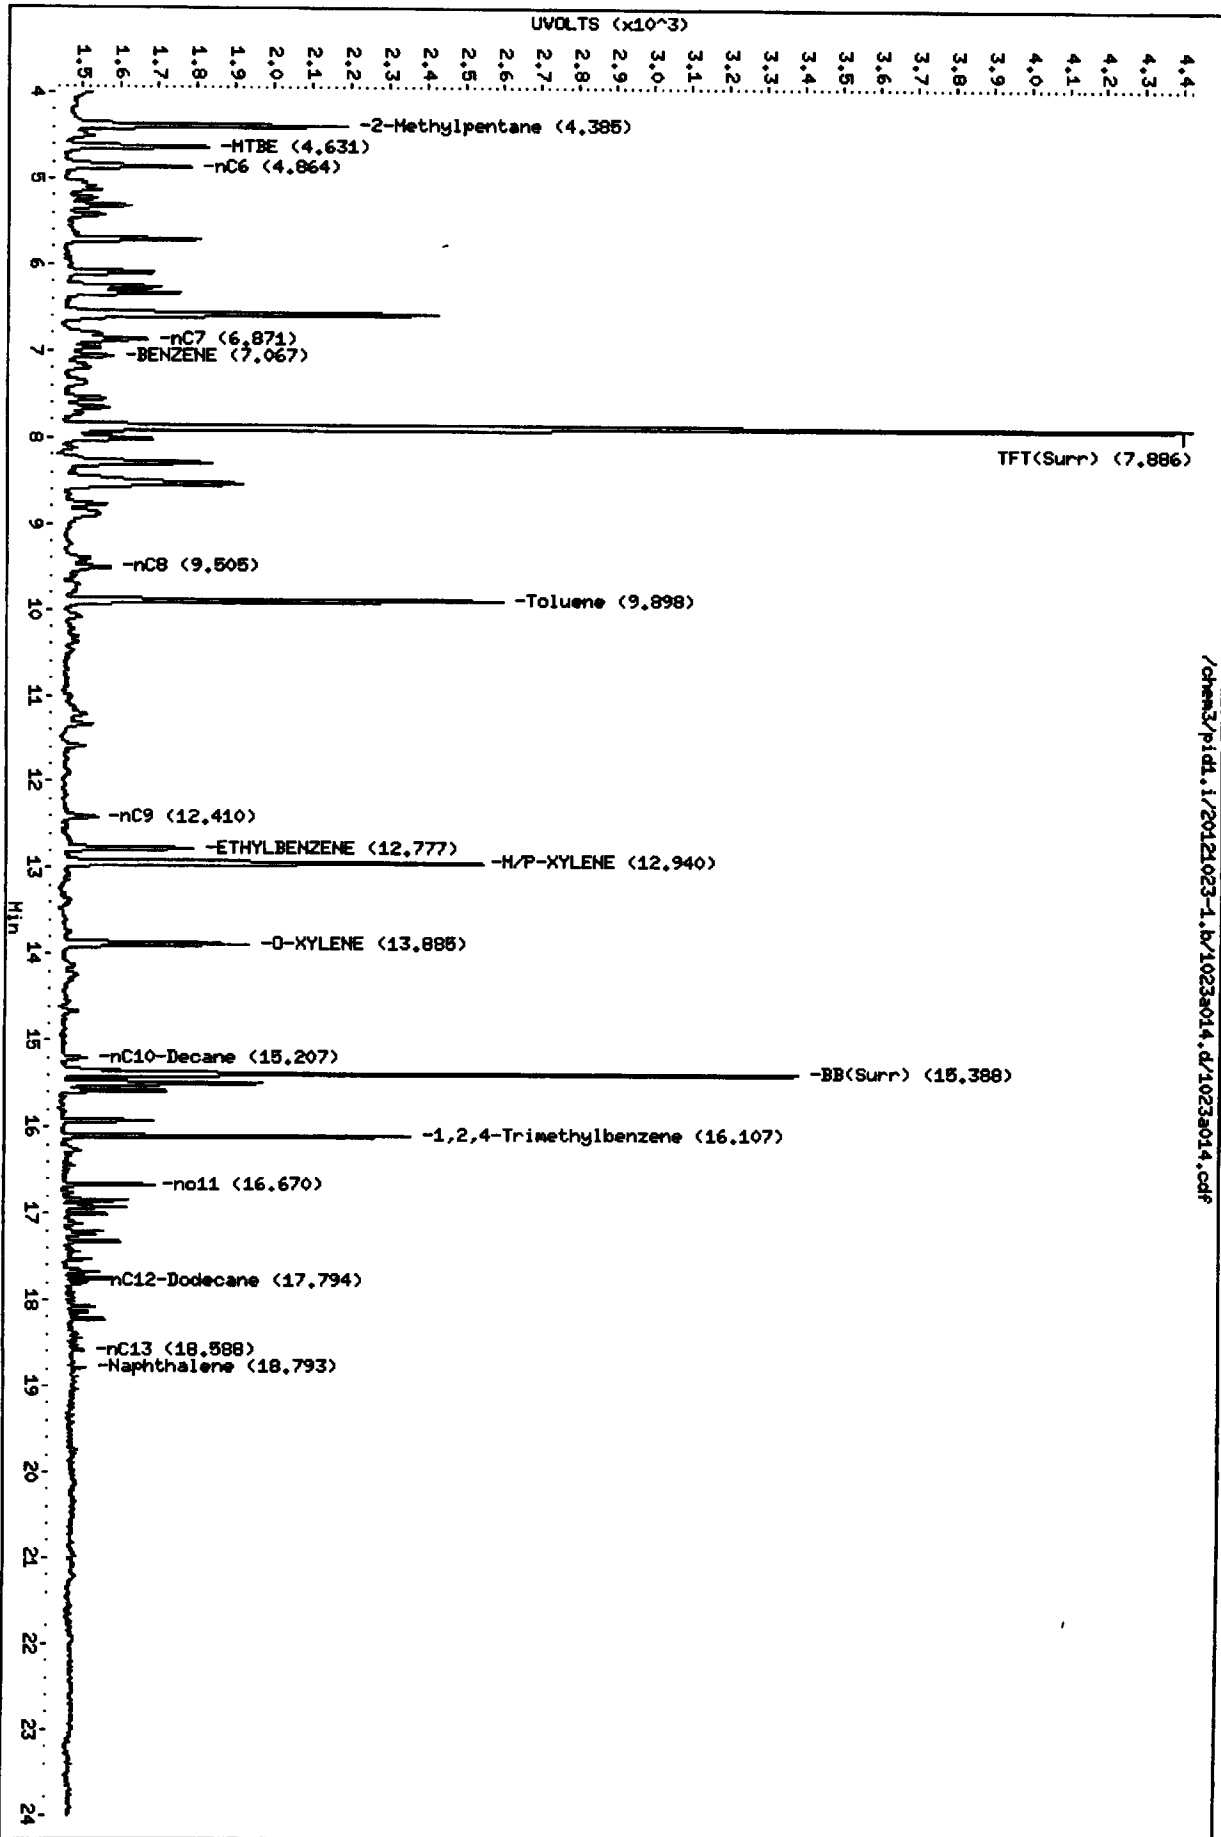 UVOLTS (x10^3)
1.5
1.6
1.7
1.8
1.9
2.0
2.1
2.2
2.3
2.4
2.5
2.6
2.7
2.8
2.9
3.0
3.1
3.2
3.3
3.4
3.5
3.6
3.7
3.8
3.9
4.0
4.1
4.2
4.3
4.4
/chem3/pid1.i/20121023-1.b/1023a014.d/1023a014.cdf
-2-Methylpentane (4.385)
-MTBE (4.631)
-nC6 (4.864)
-nC7 (6.871)
-BENZENE (7.067)
TFT(Surr) (7.886)
-nC8 (9.505)
-Toluene (9.898)
-nC9 (12.410)
-ETHYLBENZENE (12.777)
-M/P-XYLENE (12.940)
-O-XYLENE (13.885)
-nC10-Decane (15.207)
-BB(Surr) (15.388)
-1,2,4-Trimethylbenzene (16.107)
-no11 (16.670)
nC12-Dodecane (17.794)
-nC13 (18.588)
-Naphthalene (18.793)
4
5
6
7
8
9
10
11
12
13
14
15
16
17
18
19
20
21
22
23
24
Min